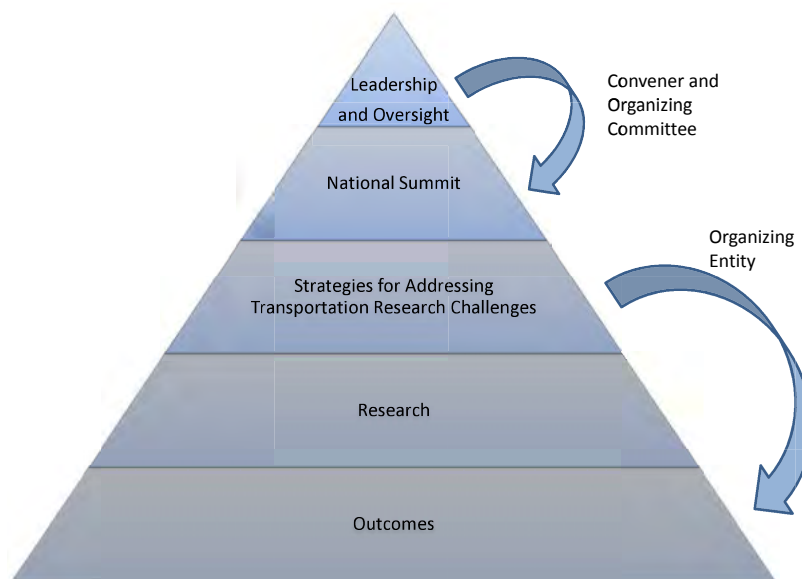 Leadership
and Oversight
Convener and
Organizing
Committee
National Summit
Organizing
Entity
Strategies for Addressing
Transportation Research Challenges
Research
Outcomes